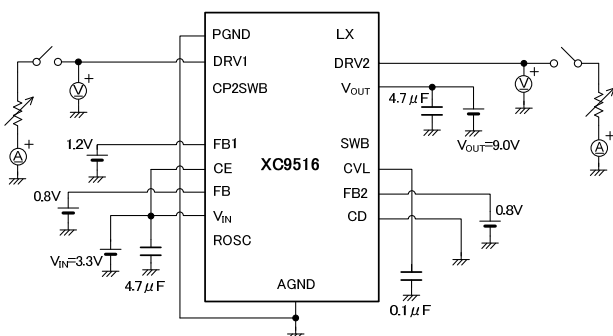 PGND
LX
DRV1
DRV2
V
CP2SWB
VOUT
4.7μF
V
A
A
1.2V
FB1
XC9516
SWB
VOUT=9.0V
CE
CVL
0.8V
FB
FB2
0.8V
VIN
CD
ROSC
VIN=3.3V
4.7μF
AGND
0.1μF
+
+
+
+